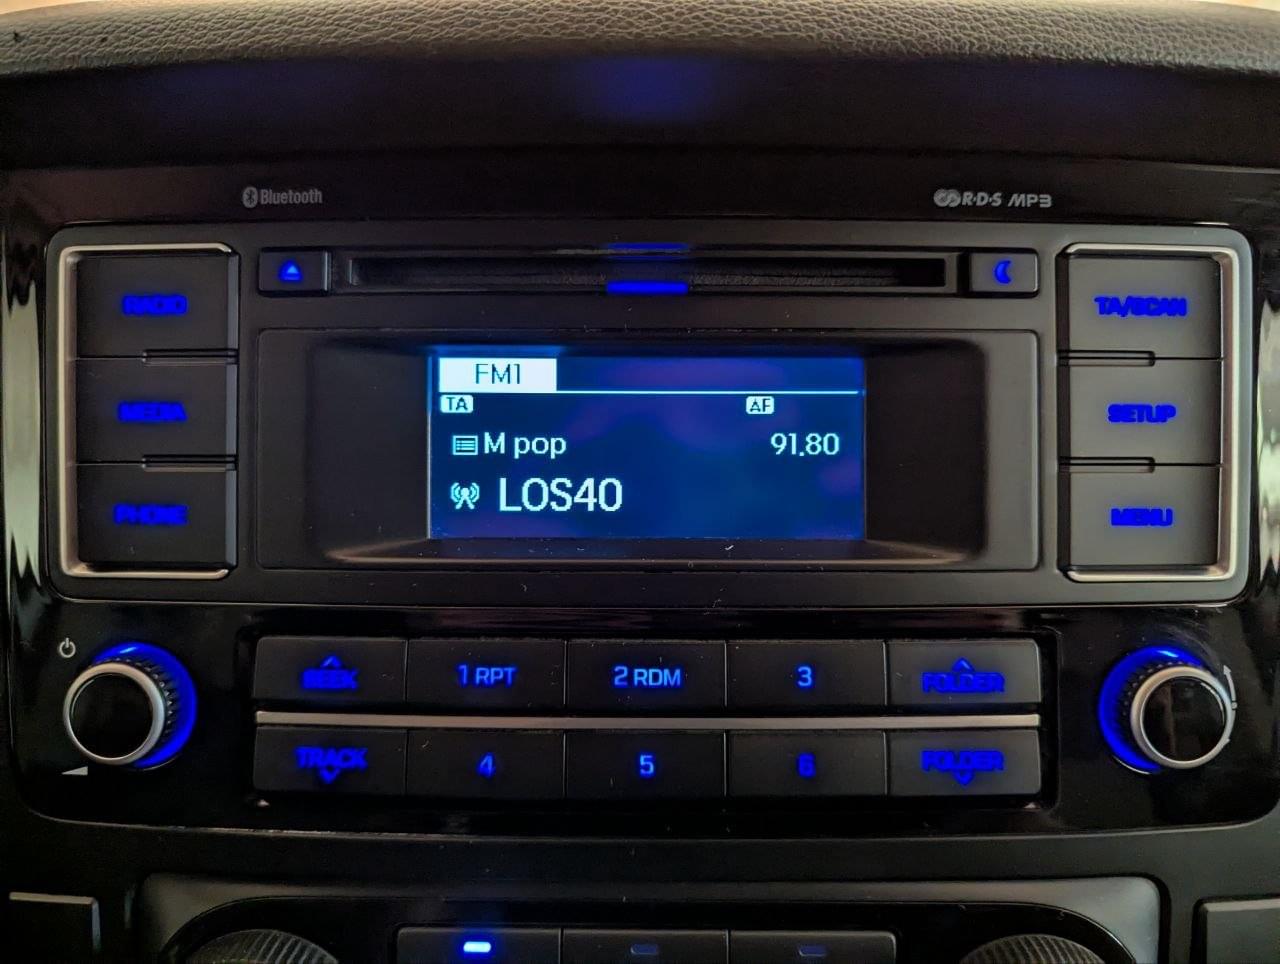 Bluetooth
R·D·S MP3
RADIO
MEDIA
PHONE
FM1
TA
AF
M pop
91.80
LOS40
TA/SCAN
SETUP
MENU
SEEK
1 RPT
2 RDM
3
FOLDER
TRACK
4
5
6
FOLDER